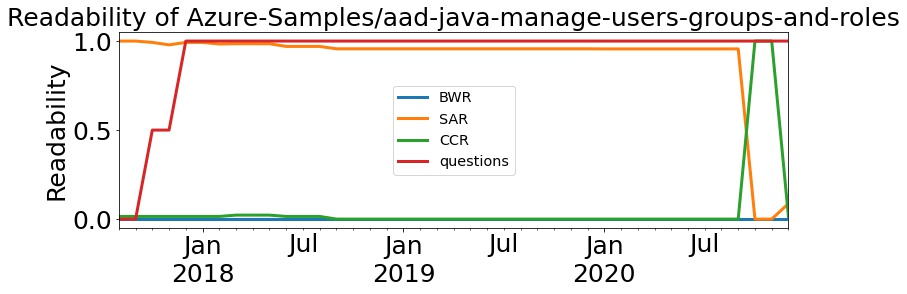 Readability of Azure-Samples/aad-java-manage-users-groups-and-roles
1.0
0.5
0.0
Readability
BWR
SAR
CCR
questions
Jan Jul Jan Jul Jan Jul
2018 2019 2020